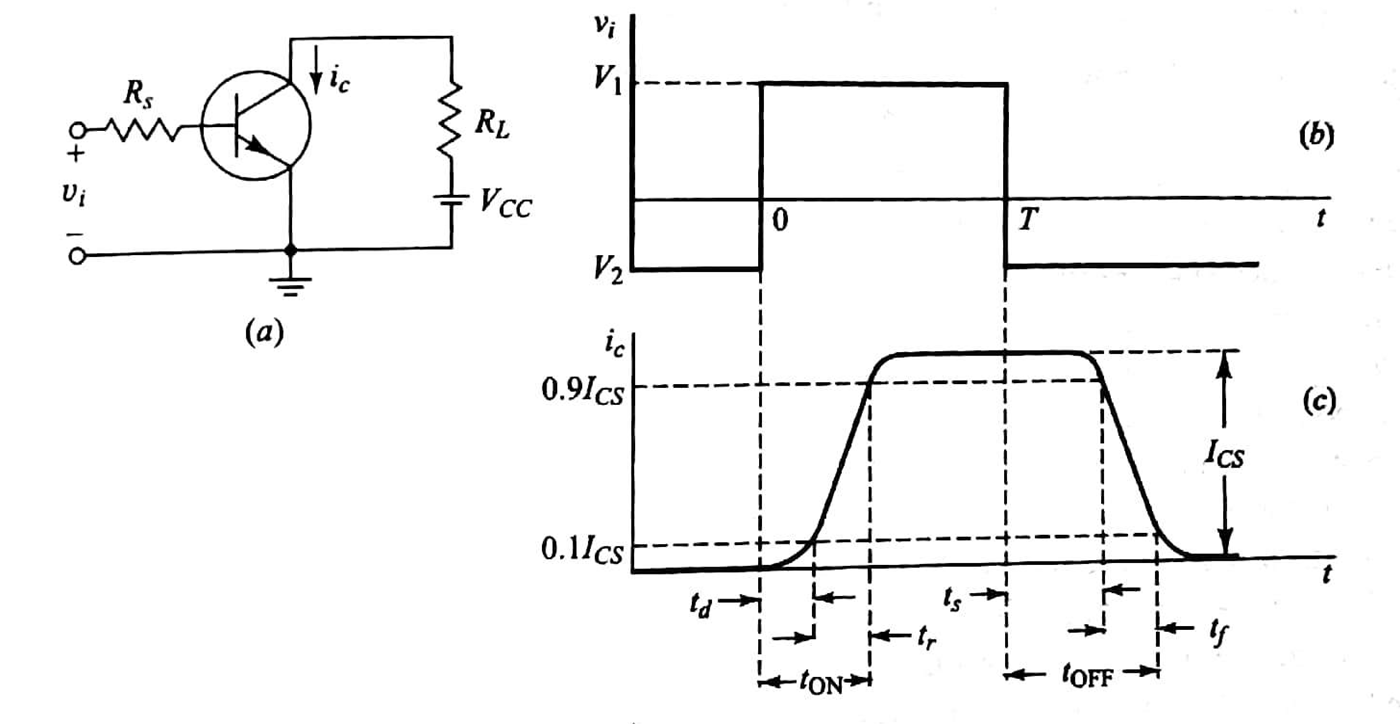 R_s
i_c
R_L
+
v_i
V_CC
−
(a)
v_i
V_1
(b)
0
T
t
V_2
i_c
0.9I_CS
(c)
I_CS
0.1I_CS
t
t_d
t_s
t_r
t_f
t_ON
t_OFF